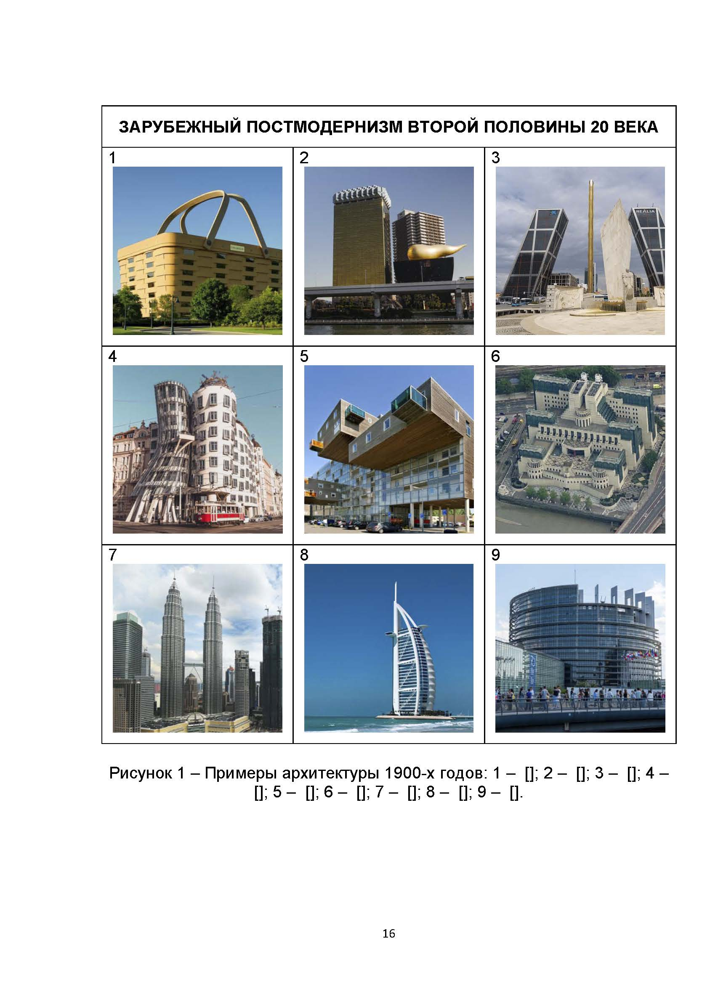 ЗАРУБЕЖНЫЙ ПОСТМОДЕРНИЗМ ВТОРОЙ ПОЛОВИНЫ 20 ВЕКА
1
2
3
REALIA
4
5
6
7
8
9
Рисунок 1 – Примеры архитектуры 1900-х годов: 1 – []; 2 – []; 3 – []; 4 –
[]; 5 – []; 6 – []; 7 – []; 8 – []; 9 – [].
16